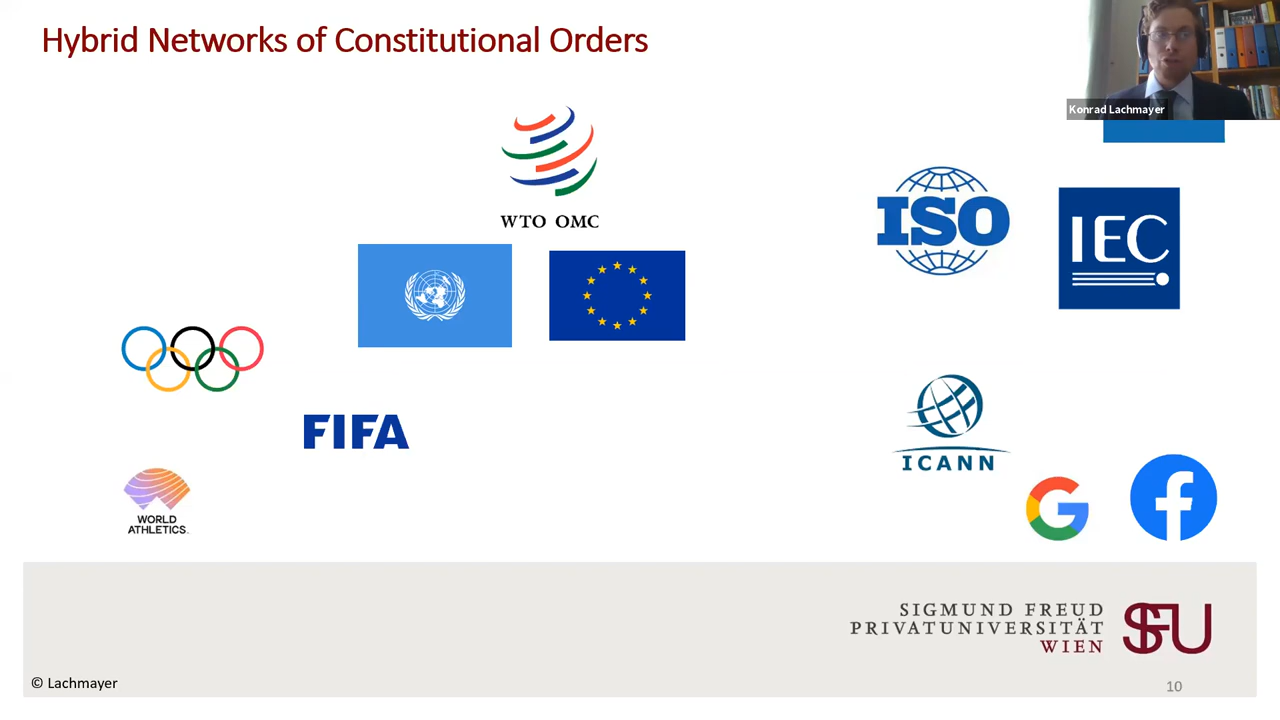 Hybrid Networks of Constitutional Orders
Konrad Lachmayer
WTO OMC
ISO
IEC
FIFA
ICANN
WORLD
ATHLETICS.
G
f
SIGMUND FREUD
PRIVATUNIVERSITÄT
WIEN
SFU
© Lachmayer
10